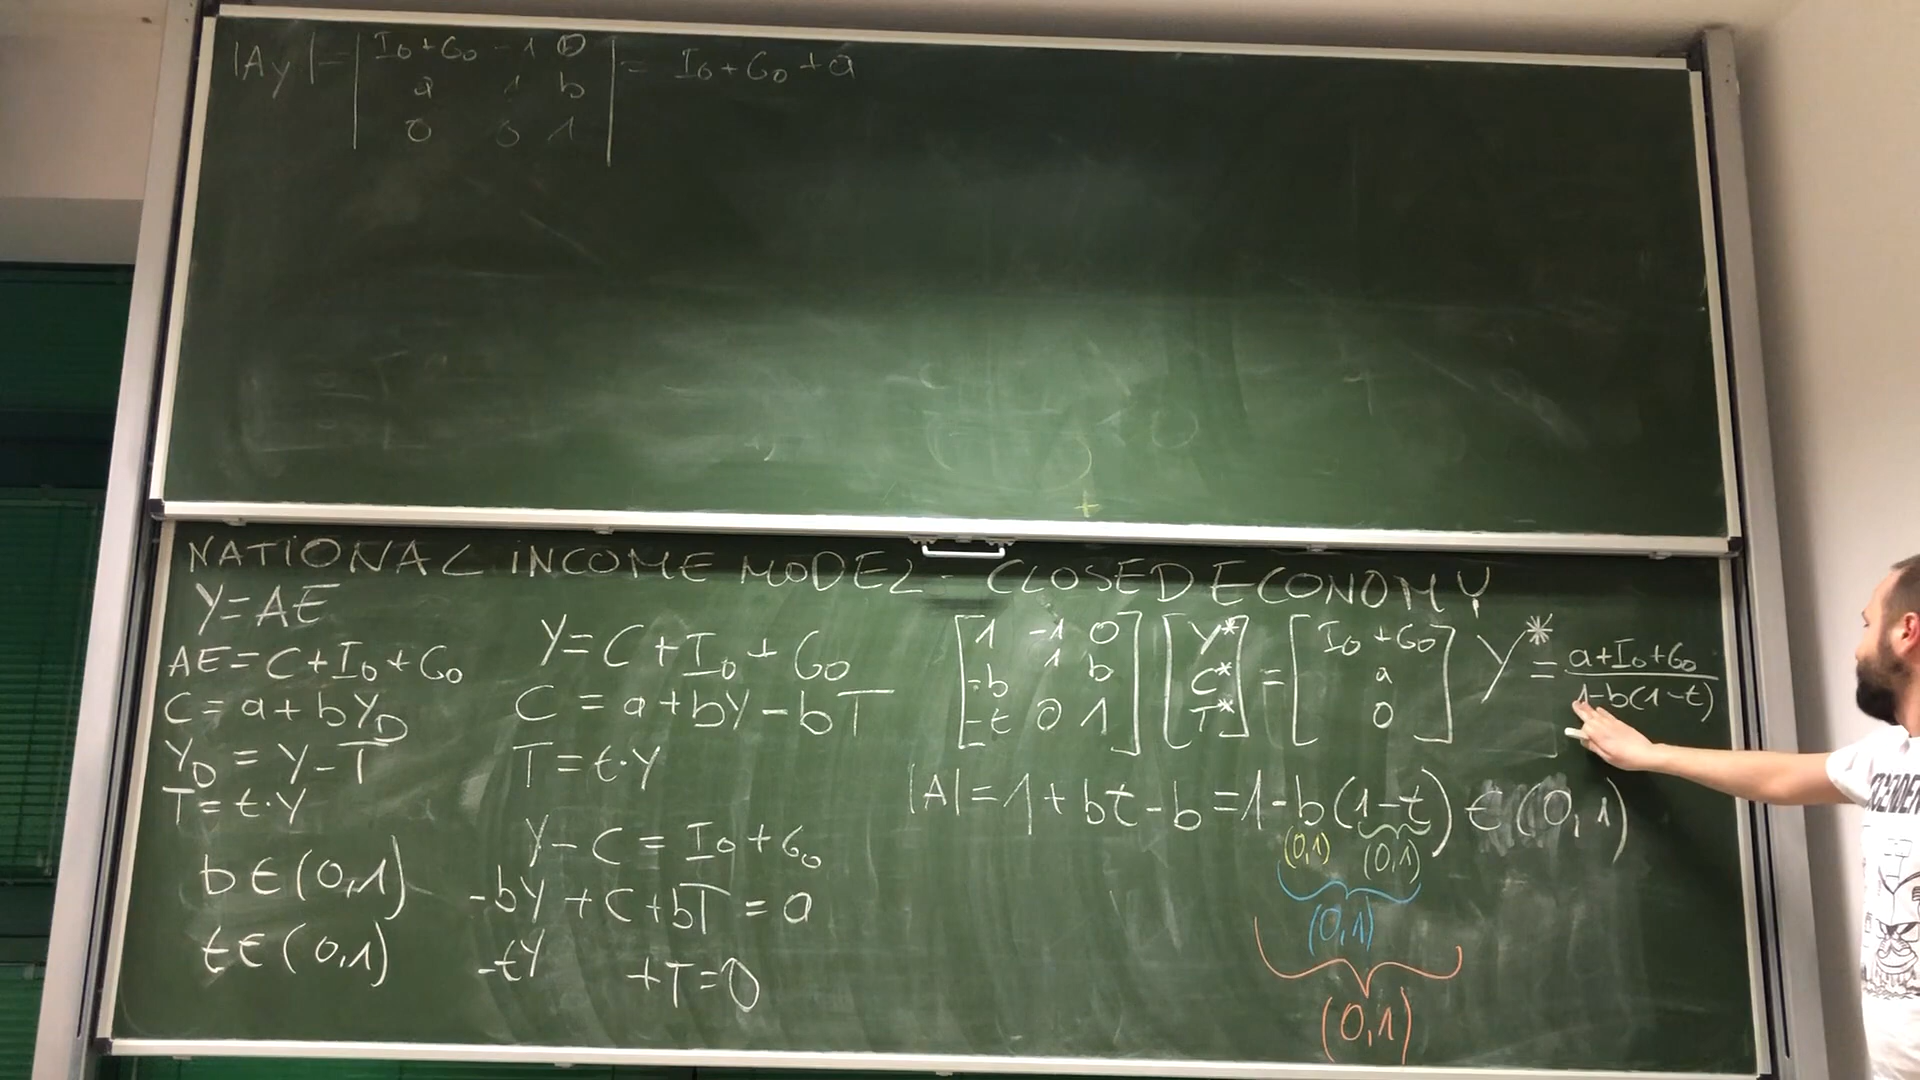 |Ay| = | I₀+G₀ -1 0 | = I₀+G₀+a
| a 1 b |
| 0 0 1 |
NATIONAL INCOME MODEL - CLOSED ECONOMY
Y=AE
AE=C+I₀+G₀
C=a+bY_D
Y_D=Y-T
T=t·Y
b∈(0,1)
t∈(0,1)
Y=C+I₀+G₀
C=a+bY-bT
T=t·Y
Y-C=I₀+G₀
-bY+C+bT=a
-tY +T=0
[ 1 -1 0 ] [ Y* ] = [ I₀+G₀ ]
[ -b 1 b ] [ C* ] [ a ]
[ -t 0 1 ] [ T* ] [ 0 ]
Y* = (a+I₀+G₀)/(1-b(1-t))
|A|=1+bt-b=1-b(1-t)∈(0,1)
(0,1) (0,1)
(0,1)
(0,1)